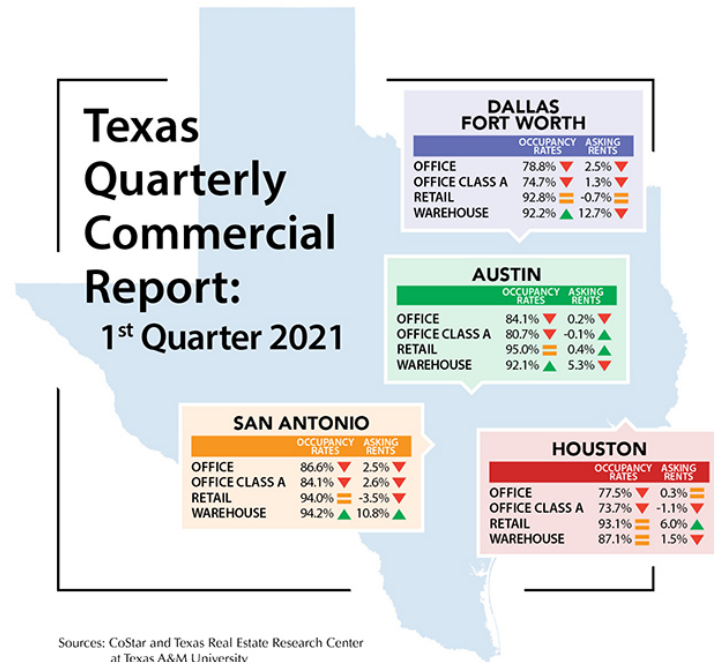 Texas
Quarterly
Commercial
Report:
1st Quarter 2021
DALLAS
FORT WORTH
OCCUPANCY RATES ASKING RENTS
OFFICE 78.8% ▼ 2.5% ▼
OFFICE CLASS A 74.7% ▼ 1.3% ▼
RETAIL 92.8% = -0.7% =
WAREHOUSE 92.2% ▲ 12.7% ▼
AUSTIN
OCCUPANCY RATES ASKING RENTS
OFFICE 84.1% ▼ 0.2% ▼
OFFICE CLASS A 80.7% ▼ -0.1% ▲
RETAIL 95.0% = 0.4% ▲
WAREHOUSE 92.1% ▲ 5.3% ▼
SAN ANTONIO
OCCUPANCY RATES ASKING RENTS
OFFICE 86.6% ▼ 2.5% ▼
OFFICE CLASS A 84.1% ▼ 2.6% ▼
RETAIL 94.0% = -3.5% ▼
WAREHOUSE 94.2% ▲ 10.8% ▲
HOUSTON
OCCUPANCY RATES ASKING RENTS
OFFICE 77.5% ▼ 0.3% =
OFFICE CLASS A 73.7% ▼ -1.1% ▼
RETAIL 93.1% = 6.0% ▲
WAREHOUSE 87.1% = 1.5% ▼
Sources: CoStar and Texas Real Estate Research Center
at Texas A&M University